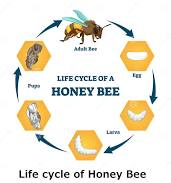 Adult Bee
LIFE CYCLE OF A
HONEY BEE
Egg
Larva
Pupa
Life cycle of Honey Bee